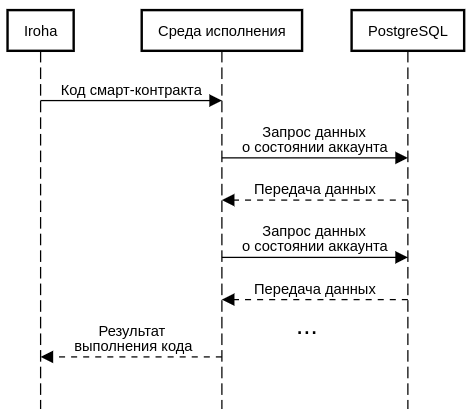 Iroha
Среда исполнения
PostgreSQL
Код смарт-контракта
Запрос данных
о состоянии аккаунта
Передача данных
Запрос данных
о состоянии аккаунта
Передача данных
...
Результат
выполнения кода